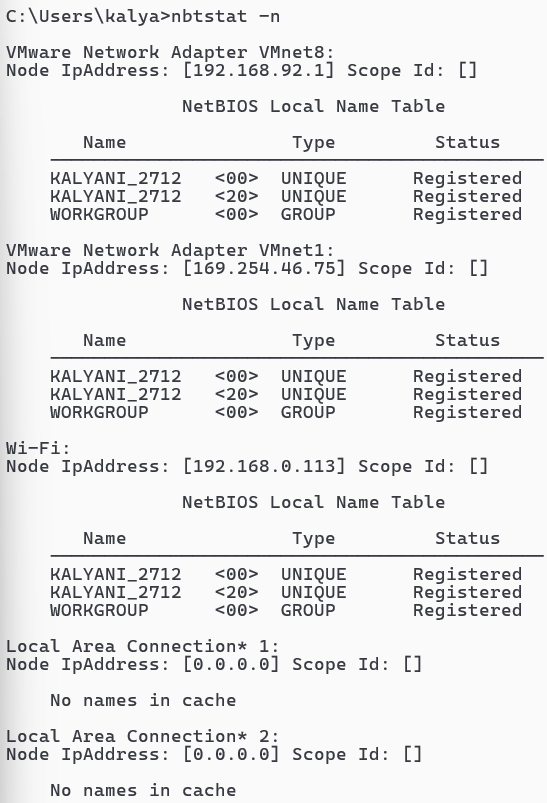 C:\Users\kalya>nbtstat -n
VMware Network Adapter VMnet8:
Node IpAddress: [192.168.92.1] Scope Id: []
NetBIOS Local Name Table
Name Type Status
KALYANI_2712 <00> UNIQUE Registered
KALYANI_2712 <20> UNIQUE Registered
WORKGROUP <00> GROUP Registered
VMware Network Adapter VMnet1:
Node IpAddress: [169.254.46.75] Scope Id: []
NetBIOS Local Name Table
Name Type Status
KALYANI_2712 <00> UNIQUE Registered
KALYANI_2712 <20> UNIQUE Registered
WORKGROUP <00> GROUP Registered
Wi-Fi:
Node IpAddress: [192.168.0.113] Scope Id: []
NetBIOS Local Name Table
Name Type Status
KALYANI_2712 <00> UNIQUE Registered
KALYANI_2712 <20> UNIQUE Registered
WORKGROUP <00> GROUP Registered
Local Area Connection* 1:
Node IpAddress: [0.0.0.0] Scope Id: []
No names in cache
Local Area Connection* 2:
Node IpAddress: [0.0.0.0] Scope Id: []
No names in cache